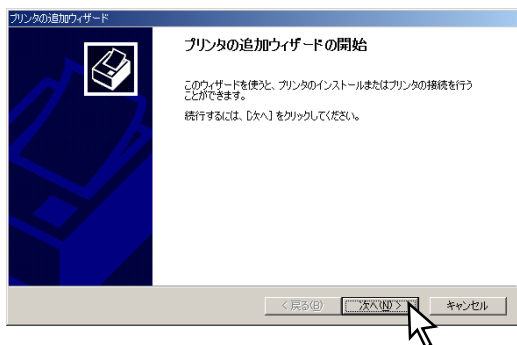 プリンタの追加ウィザード
プリンタの追加ウィザードの開始
このウィザードを使うと、プリンタのインストールまたはプリンタの接続を行う
ことができます。
続行するには、[次へ] をクリックしてください。
< 戻る(B)
次へ(N) >
キャンセル